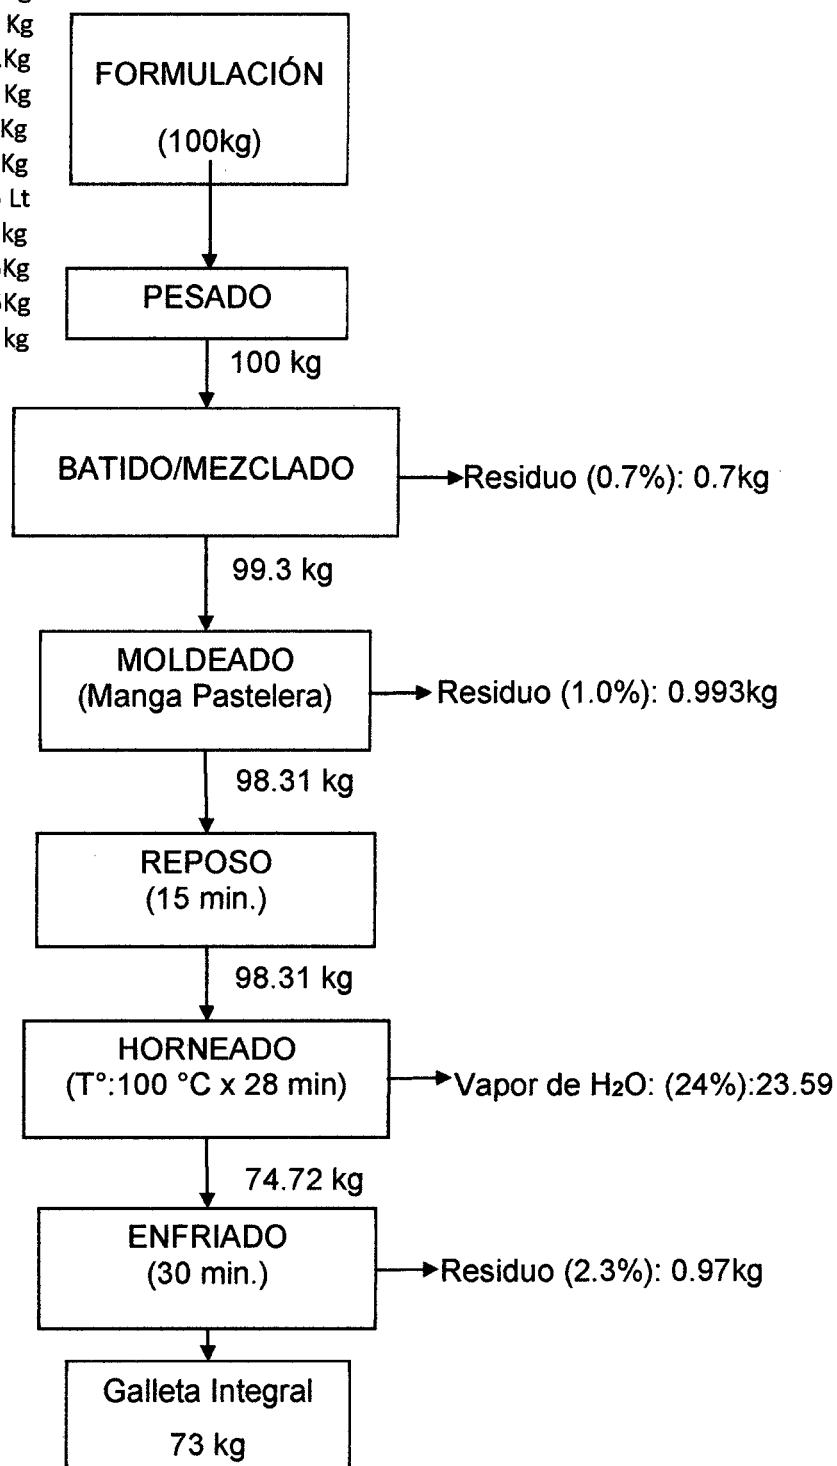 Kg
Kg
Kg
Kg
Kg
Lt
kg
Kg
Kg
kg
FORMULACIÓN
(100kg)
PESADO
100 kg
BATIDO/MEZCLADO
Residuo (0.7%): 0.7kg
99.3 kg
MOLDEADO
(Manga Pastelera)
Residuo (1.0%): 0.993kg
98.31 kg
REPOSO
(15 min.)
98.31 kg
HORNEADO
(T°:100 °C x 28 min)
Vapor de H2O: (24%):23.59
74.72 kg
ENFRIADO
(30 min.)
Residuo (2.3%): 0.97kg
Galleta Integral
73 kg